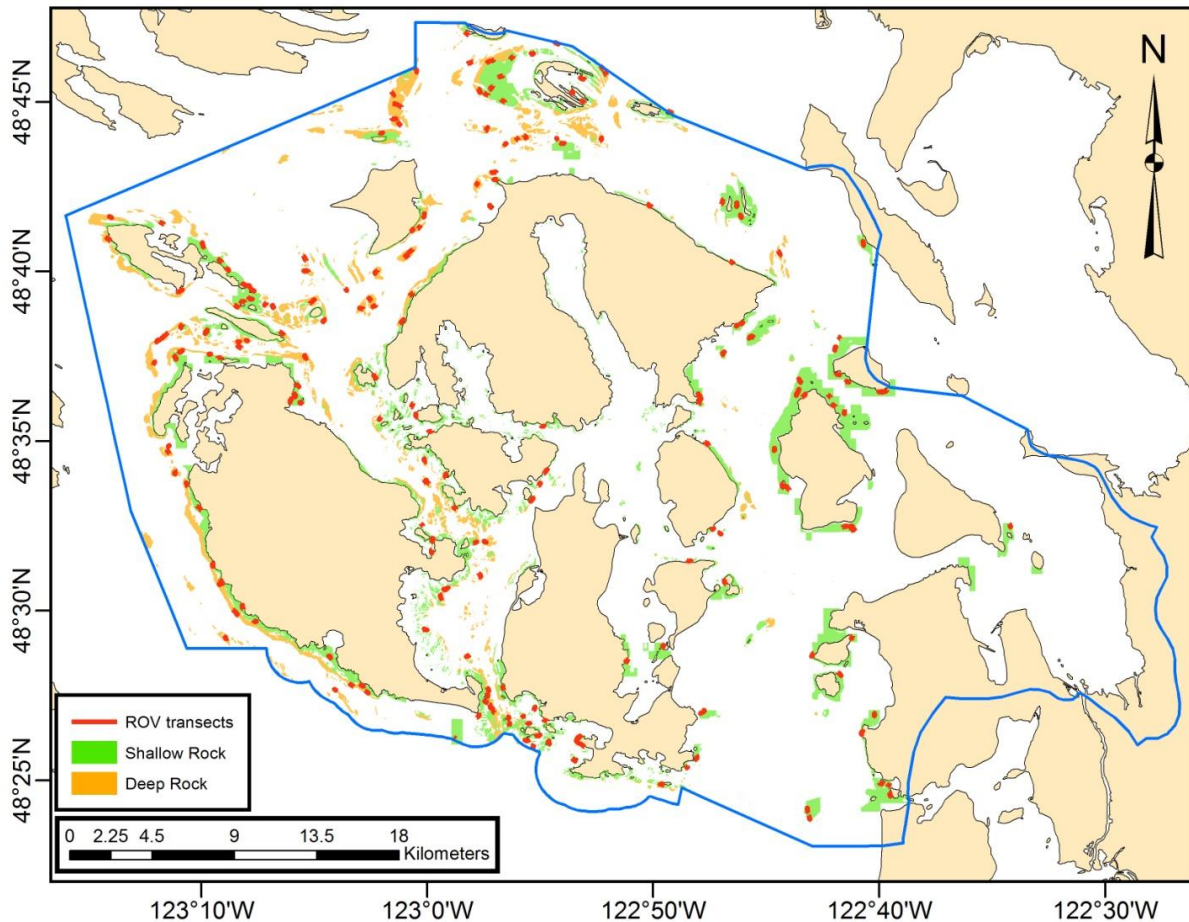 N
48°45'N
48°40'N
48°35'N
48°30'N
48°25'N
ROV transects
Shallow Rock
Deep Rock
0 2.25 4.5 9 13.5 18
Kilometers
123°10'W 123°0'W 122°50'W 122°40'W 122°30'W